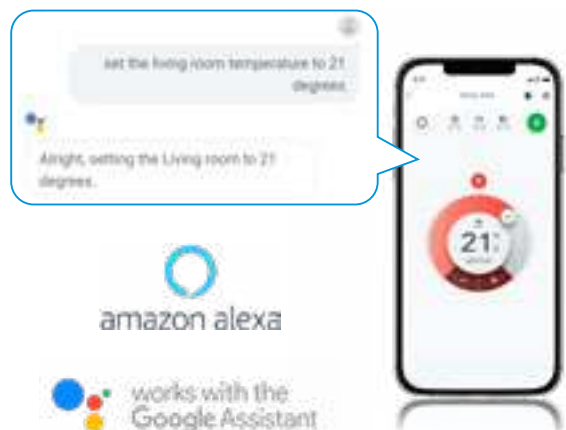 set the living room temperature to 21
degrees
Alright, setting the Living room to 21
degrees.
21
amazon alexa
works with the
Google Assistant